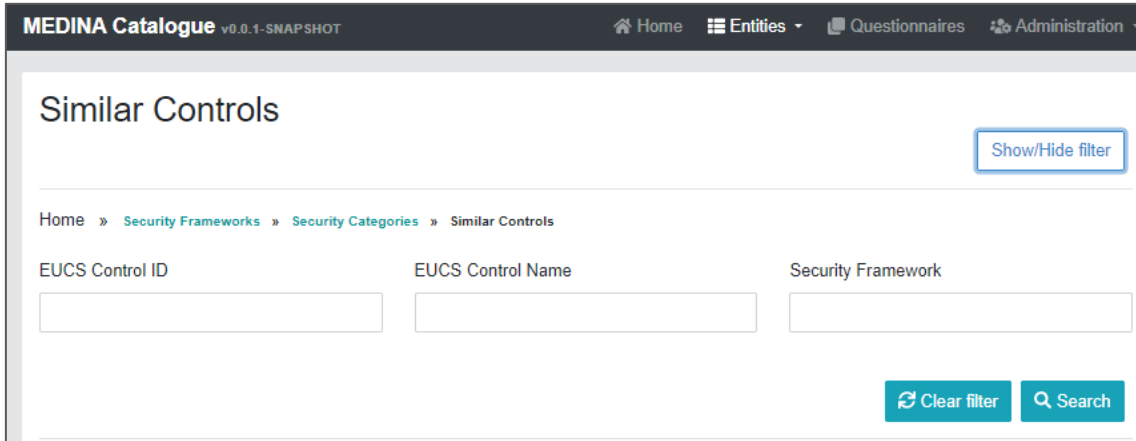 MEDINA Catalogue v0.0.1-SNAPSHOT Home Entities Questionnaires Administration
Similar Controls
Show/Hide filter
Home » Security Frameworks » Security Categories » Similar Controls
EUCS Control ID EUCS Control Name Security Framework
Clear filter Search